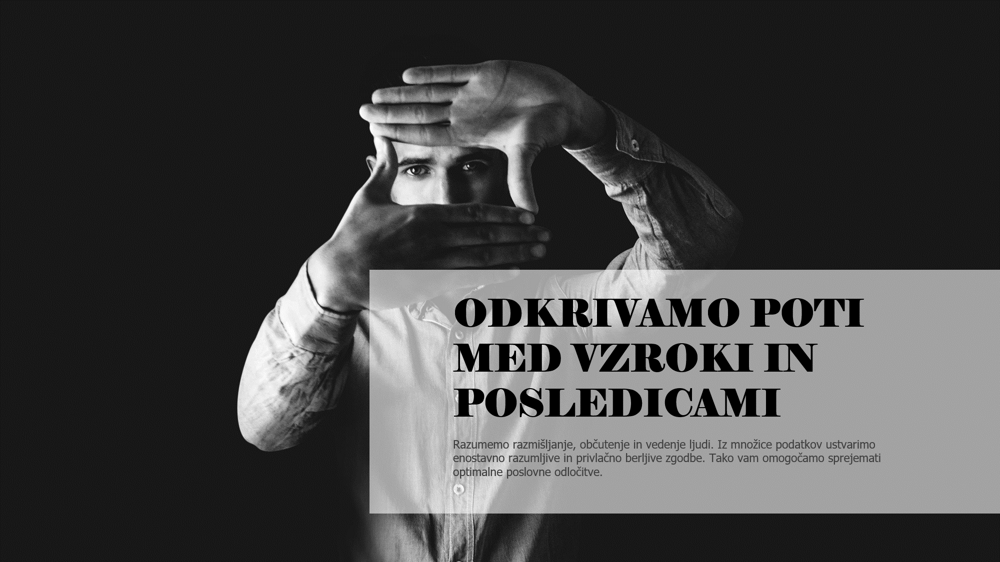 ODKRIVAMO POTI
MED VZROKI IN
POSLEDICAMI
Razumemo razmišljanje, občutenje in vedenje ljudi. Iz množice podatkov ustvarimo
enostavno razumljive in privlačno berljive zgodbe. Tako vam omogočamo sprejemati
optimalne poslovne odločitve.